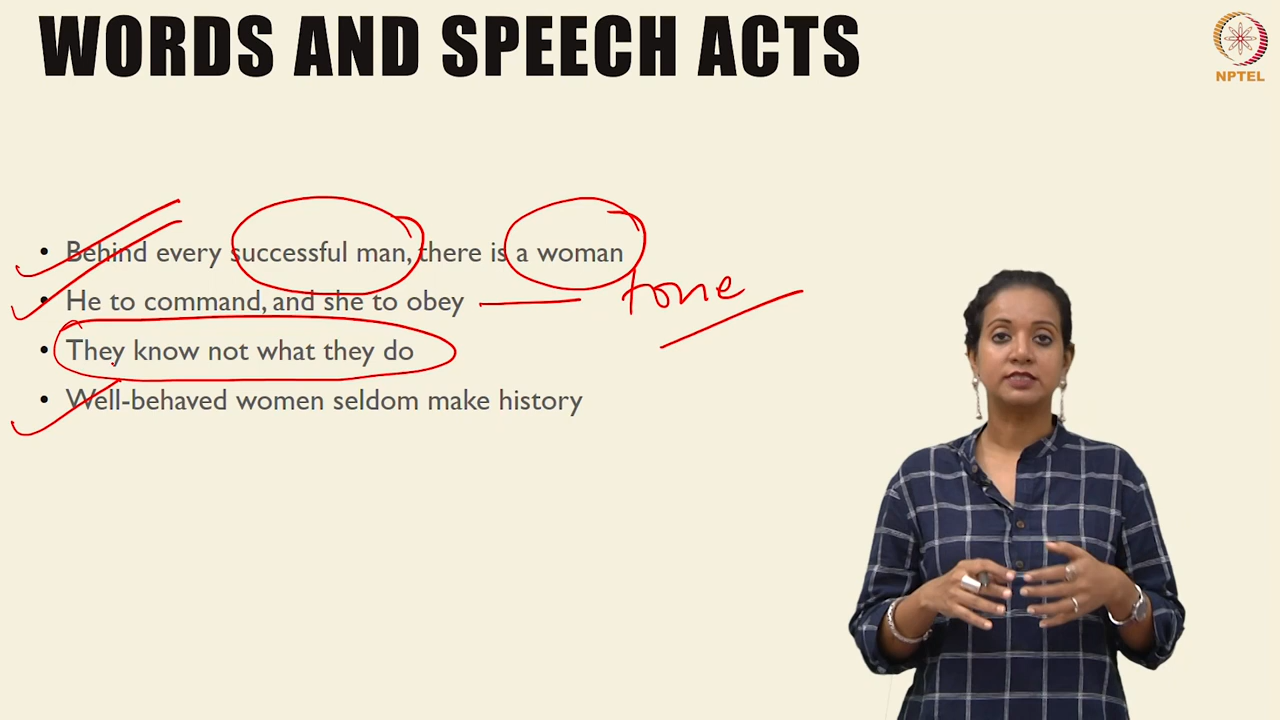 WORDS AND SPEECH ACTS
NPTEL
• Behind every successful man, there is a woman
• He to command, and she to obey
tone
• They know not what they do
• Well-behaved women seldom make history